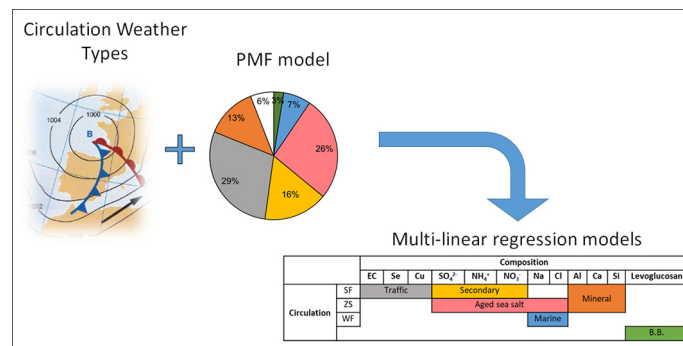 Circulation Weather
Types
PMF model
1004
1000
B
6%
3%
7%
13%
26%
29%
16%
Multi-linear regression models
Composition
EC Se Cu SO₄²⁻ NH₄⁺ NO₃⁻ Na Cl Al Ca Si Levoglucosan
Circulation
SF Traffic Secondary Mineral
ZS Aged sea salt
WF Marine
B.B.